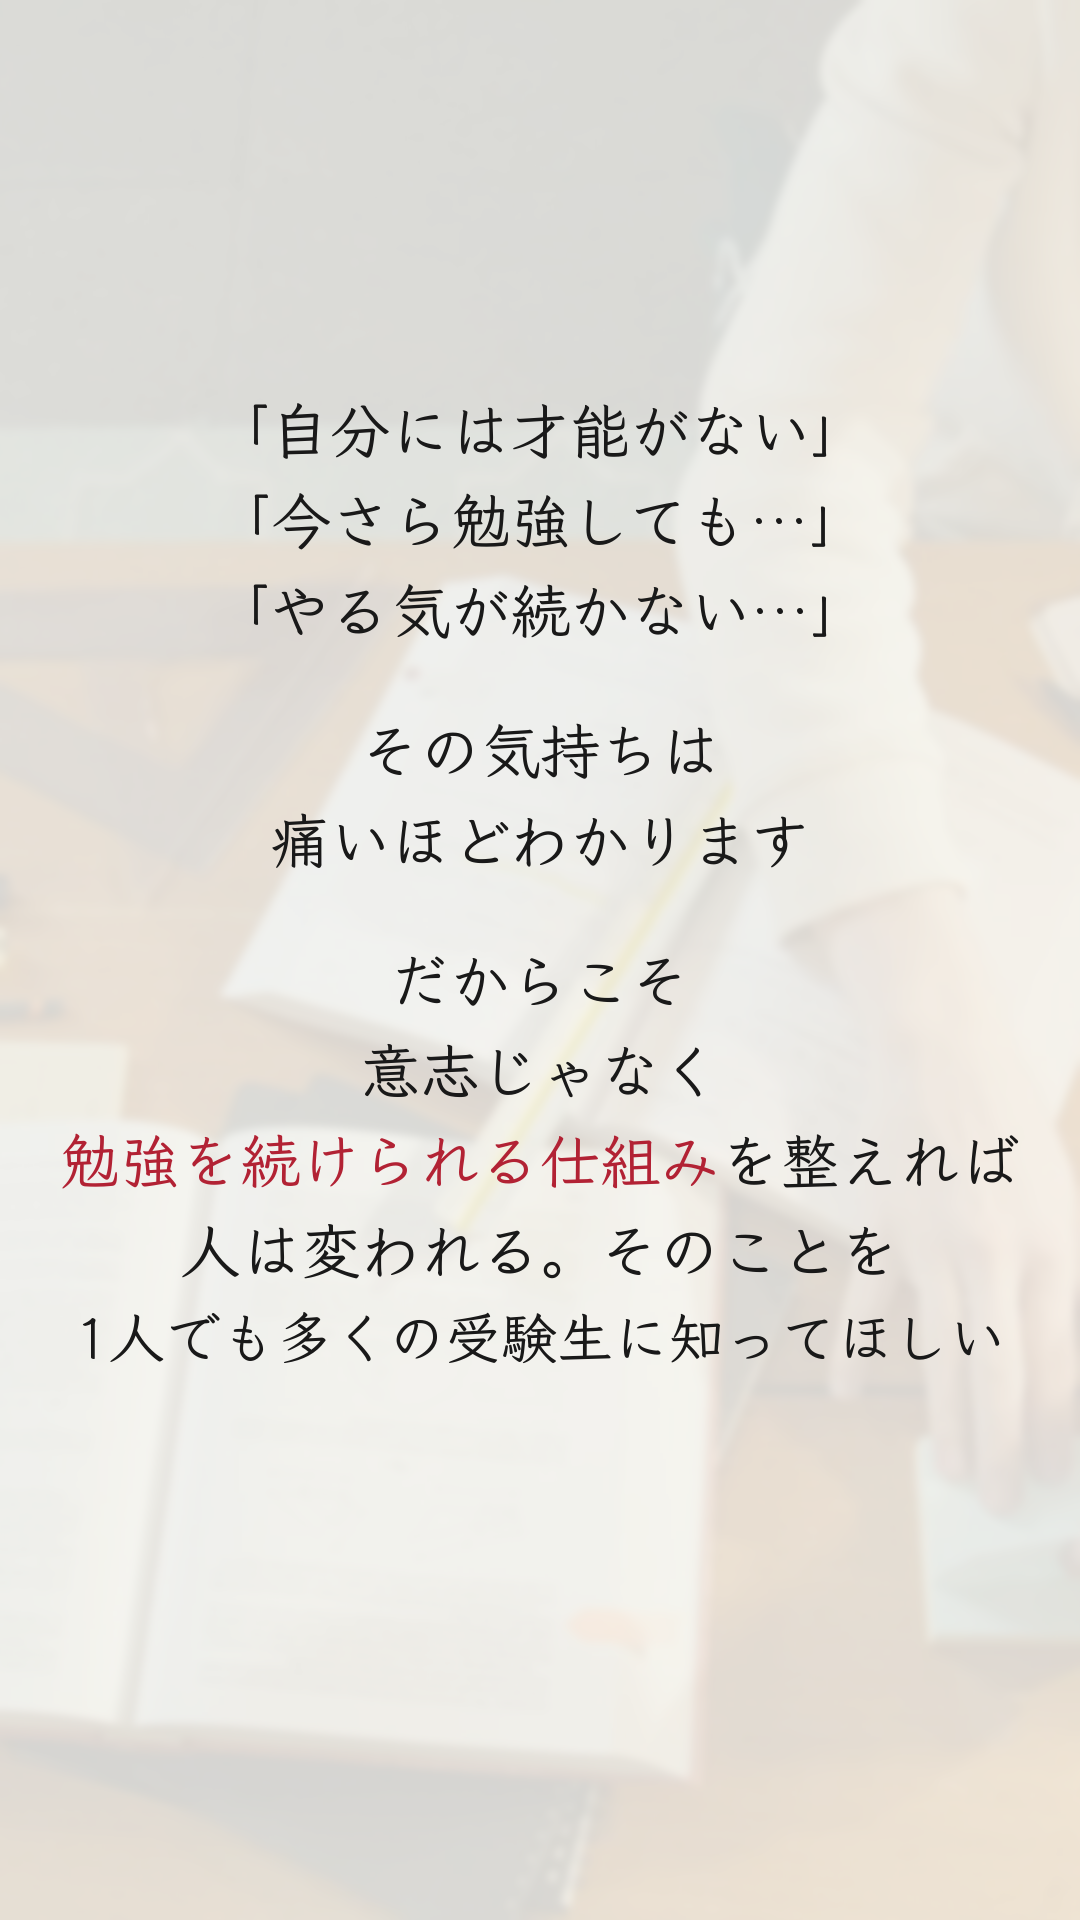 「自分には才能がない」
「今さら勉強しても…」
「やる気が続かない…」
その気持ちは
痛いほどわかります
だからこそ
意志じゃなく
勉強を続けられる仕組みを整えれば
人は変われる。そのことを
1人でも多くの受験生に知ってほしい